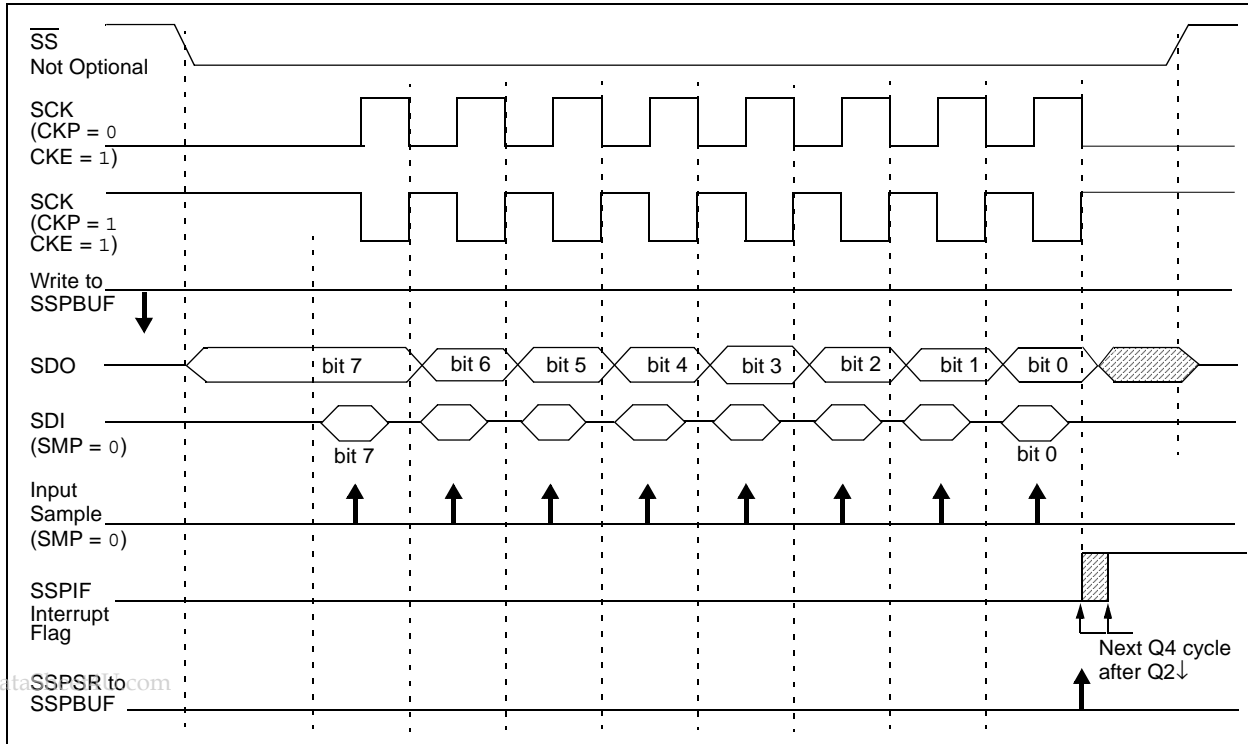 SS
Not Optional
SCK
(CKP = 0
CKE = 1)
SCK
(CKP = 1
CKE = 1)
Write to
SSPBUF
SDO
bit 7
bit 6
bit 5
bit 4
bit 3
bit 2
bit 1
bit 0
SDI
(SMP = 0)
bit 7
bit 0
Input
Sample
(SMP = 0)
SSPIF
Interrupt
Flag
Next Q4 cycle
after Q2↓
SSPSR to
SSPBUF